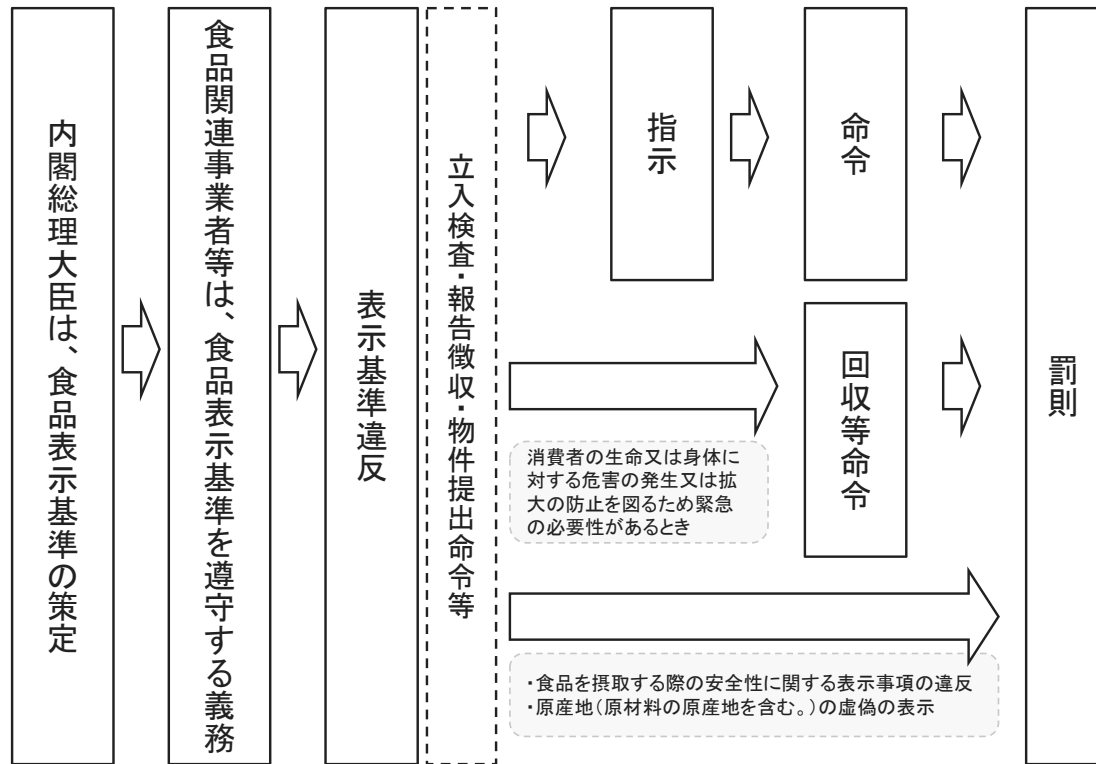 内閣総理大臣は、食品表示基準の策定
食品関連事業者等は、食品表示基準を遵守する義務
表示基準違反
立入検査・報告徴収・物件提出命令等
指示
命令
回収等命令
消費者の生命又は身体に
対する危害の発生又は拡
大の防止を図るため緊急
の必要性があるとき
・食品を摂取する際の安全性に関する表示事項の違反
・原産地(原材料の原産地を含む。)の虚偽の表示
罰則